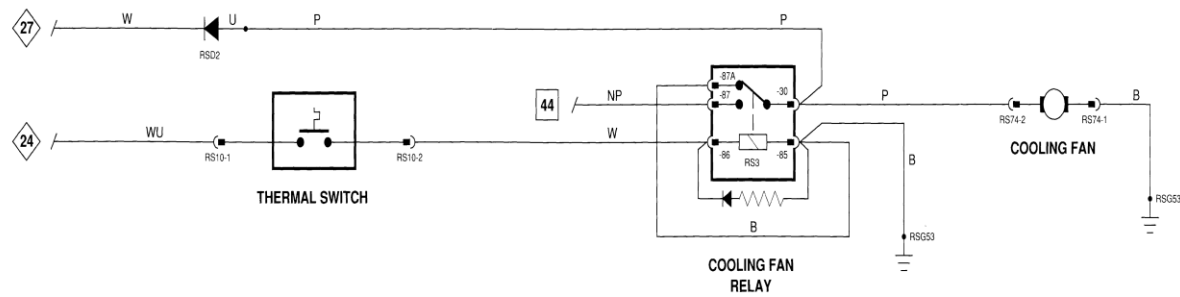 27
W
U
P
P
RSD2
-87A
44
NP
-87
-30
P
B
RS74-2
RS74-1
24
WU
W
COOLING FAN
RS10-1
RS10-2
-86
RS3
-85
B
THERMAL SWITCH
RSG53
B
RSG53
COOLING FAN
RELAY